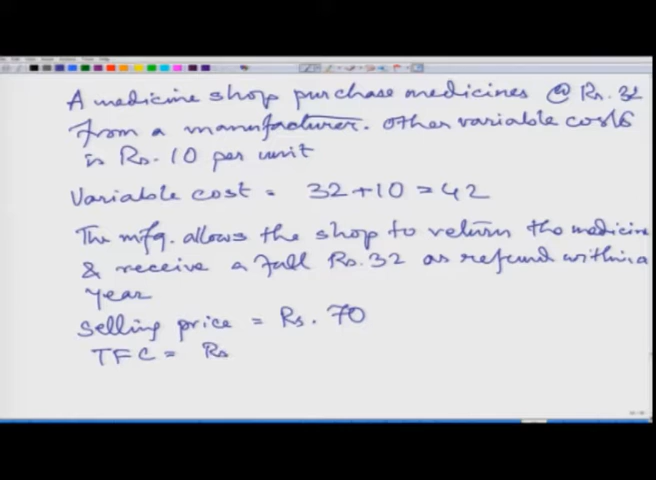 A medicine shop purchase medicines @ Rs. 32
from a manufacturer. Other variable costs
is Rs. 10 per unit
Variable cost = 32 + 10 = 42
The mfg. allows the shop to return the medicine
& receive a full Rs. 32 as refund within a
year
Selling price = Rs. 70
TFC = Rs